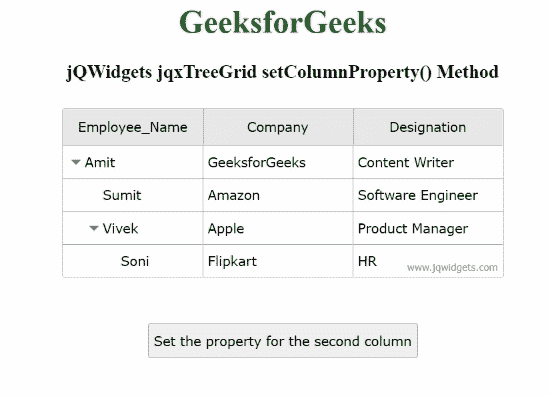 GeeksforGeeks
jQWidgets jqxTreeGrid setColumnProperty() Method
Employee_Name Company Designation
Amit GeeksforGeeks Content Writer
Sumit Amazon Software Engineer
Vivek Apple Product Manager
Soni Flipkart HR www.jqwidgets.com
Set the property for the second column